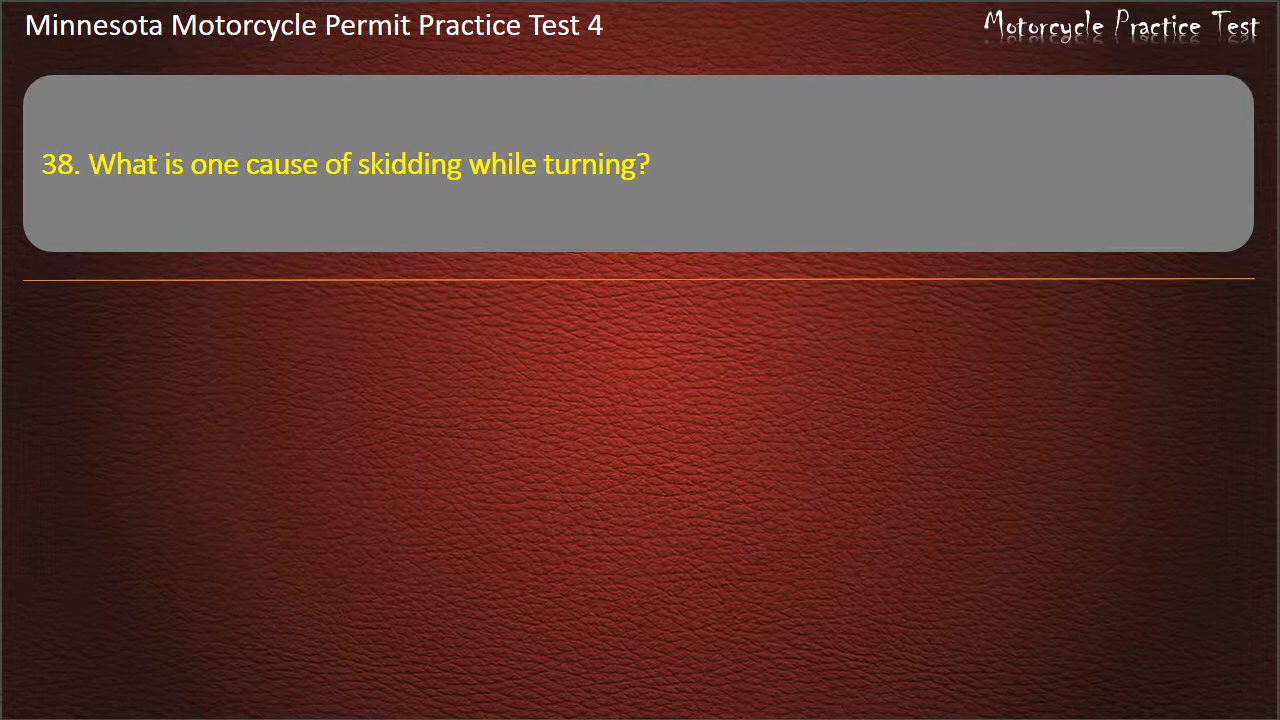 Minnesota Motorcycle Permit Practice Test 4
Motorcycle Practice Test
38. What is one cause of skidding while turning?